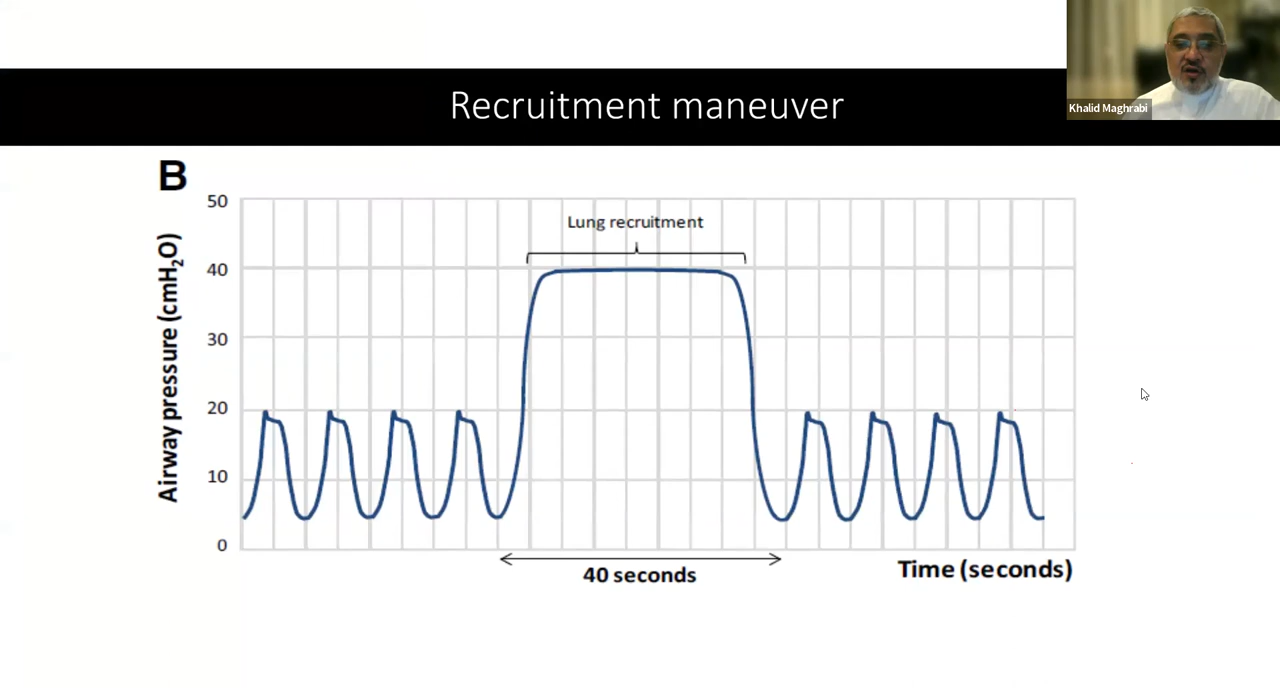 Recruitment maneuver
Khalid Maghrabi
B
Airway pressure (cmH₂O)
50
40
30
20
10
0
Lung recruitment
40 seconds
Time (seconds)